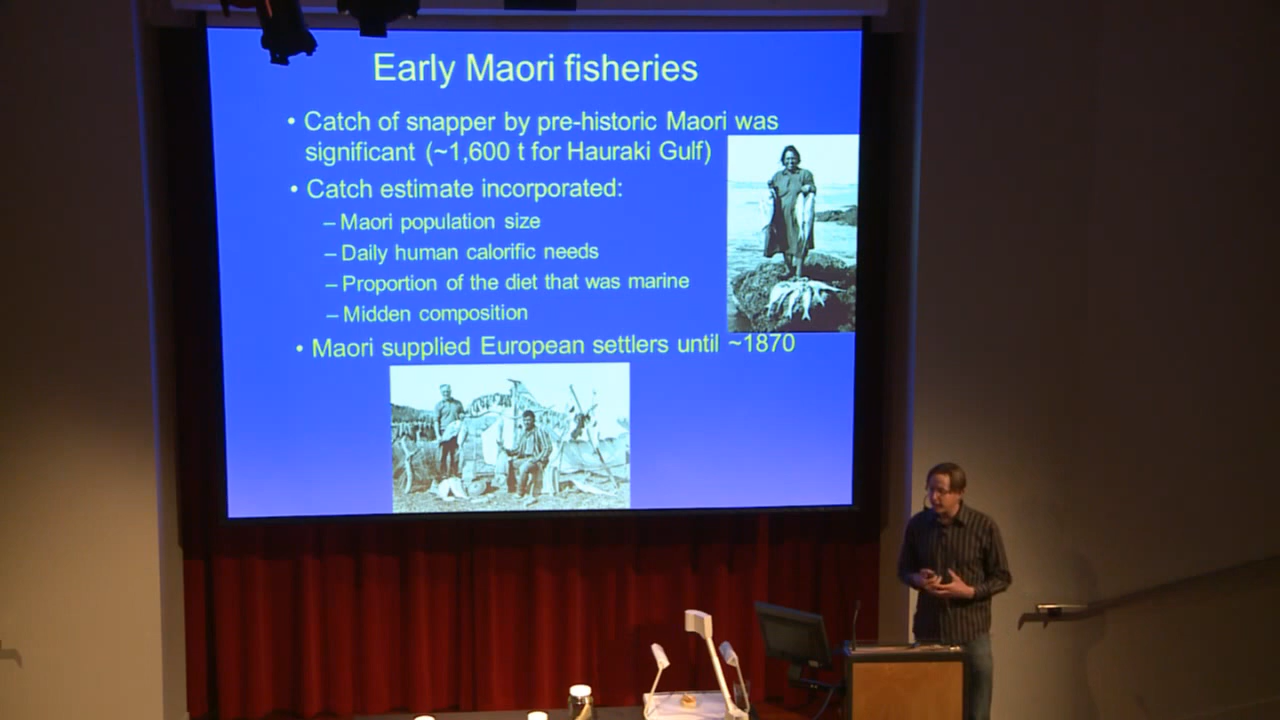 Early Maori fisheries
• Catch of snapper by pre-historic Maori was
significant (~1,600 t for Hauraki Gulf)
• Catch estimate incorporated:
– Maori population size
– Daily human calorific needs
– Proportion of the diet that was marine
– Midden composition
• Maori supplied European settlers until ~1870